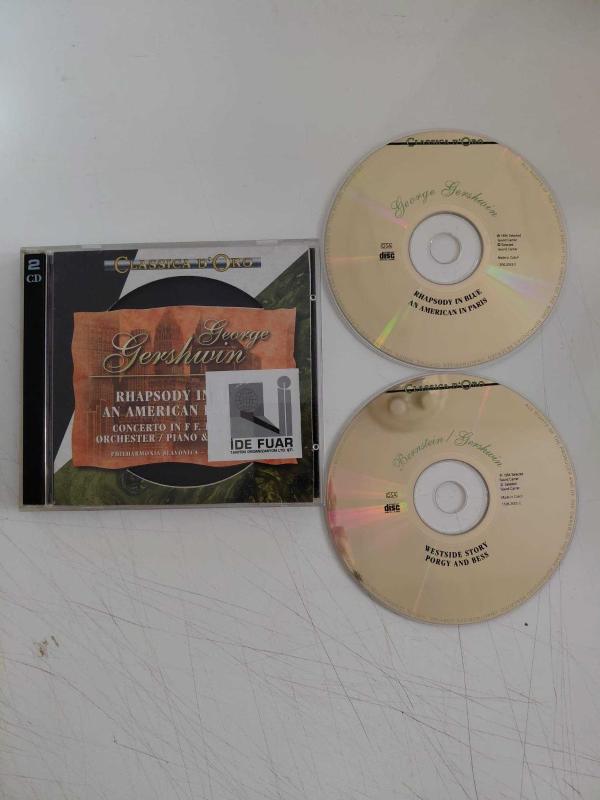 2
CD
CLASSICA D'ORO
George
Gershwin
RHAPSODY IN
AN AMERICAN
CONCERTO IN F F.
ORCHESTER / PIANO &
PHILHARMONIA SLAVONICA
i
İDE FUAR
CLASSICA D'ORO
George Gershwin
disc
RHAPSODY IN BLUE
AN AMERICAN IN PARIS
CLASSICA D'ORO
Bernstein / Gershwin
disc
WESTSIDE STORY
PORGY AND BESS